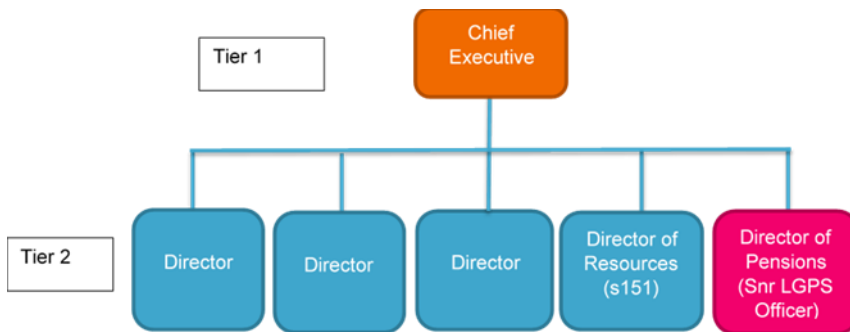 Chief
Executive
Tier 1
Tier 2
Director
Director
Director
Director of
Resources
(s151)
Director of
Pensions
(Snr LGPS
Officer)